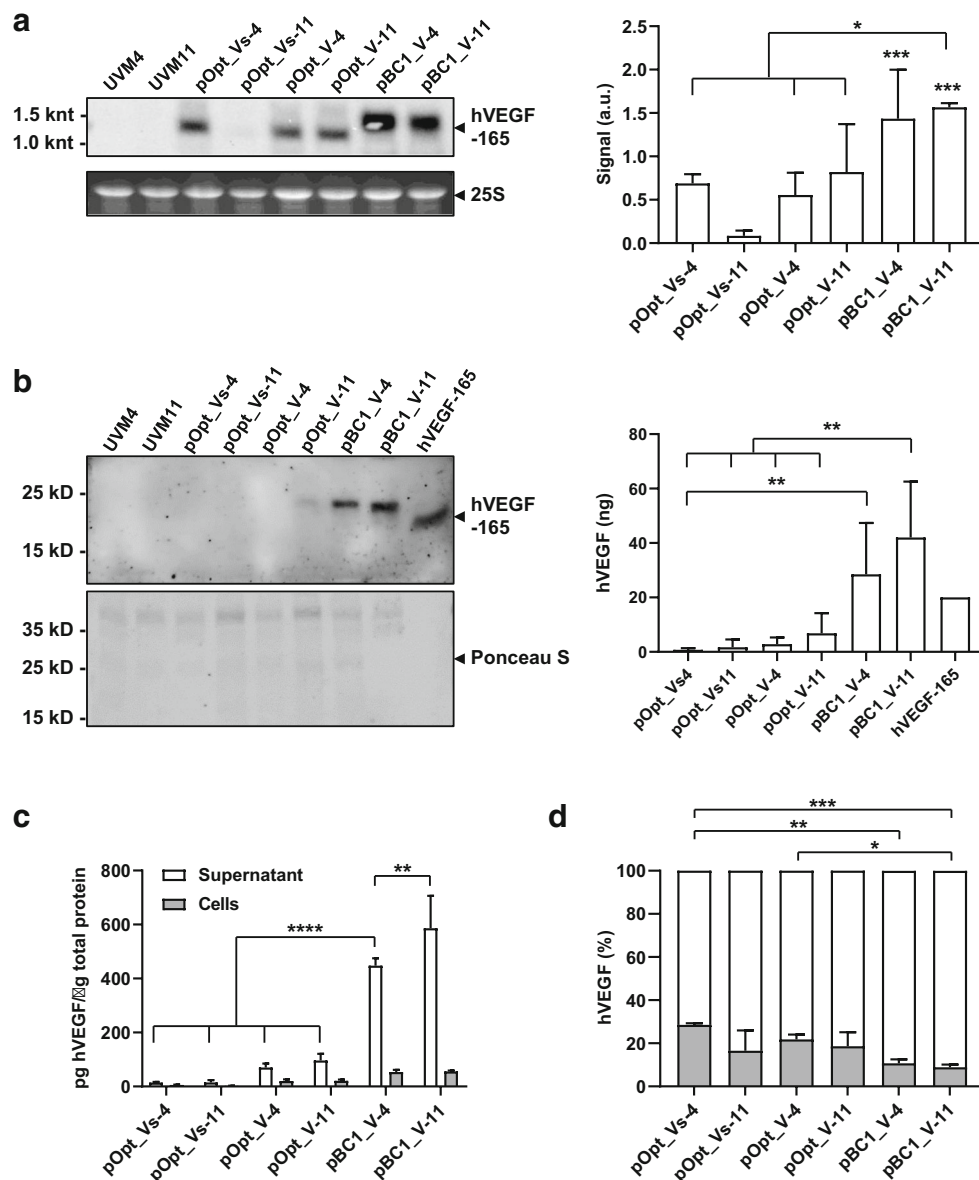 a
UVM4
UVM11
pOpt_Vs-4
pOpt_Vs-11
pOpt_V-4
pOpt_V-11
pBC1_V-4
pBC1_V-11
1.5 knt
1.0 knt
hVEGF
-165
25S
Signal (a.u.)
2.5
2.0
1.5
1.0
0.5
0.0
*
***
***
pOpt_Vs-4
pOpt_Vs-11
pOpt_V-4
pOpt_V-11
pBC1_V-4
pBC1_V-11
b
UVM4
UVM11
pOpt_Vs-4
pOpt_Vs-11
pOpt_V-4
pOpt_V-11
pBC1_V-4
pBC1_V-11
hVEGF-165
25 kD
15 kD
hVEGF
-165
35 kD
25 kD
15 kD
Ponceau S
hVEGF (ng)
80
60
40
20
0
**
**
pOpt_Vs4
pOpt_Vs11
pOpt_V-4
pOpt_V-11
pBC1_V-4
pBC1_V-11
hVEGF-165
c
pg hVEGF/□g total protein
800
600
400
200
0
Supernatant
Cells
****
**
pOpt_Vs-4
pOpt_Vs-11
pOpt_V-4
pOpt_V-11
pBC1_V-4
pBC1_V-11
d
hVEGF (%)
100
80
60
40
20
0
***
**
*
pOpt_Vs-4
pOpt_Vs-11
pOpt_V-4
pOpt_V-11
pBC1_V-4
pBC1_V-11